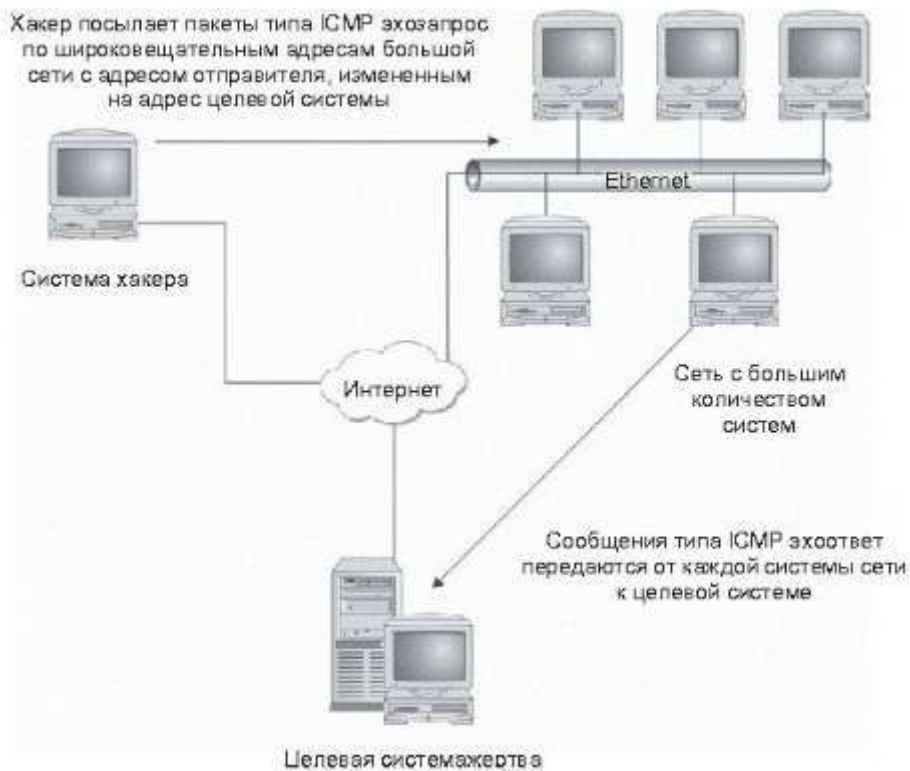 Хакер посылает пакеты типа ICMP эхозапрос
по широковещательным адресам большой
сети с адресом отправителя, измененным
на адрес целевой системы
Ethernet
Система хакера
Интернет
Сеть с большим
количеством
систем
Сообщения типа ICMP эхоответ
передаются от каждой системы сети
к целевой системе
Целевая системажертва